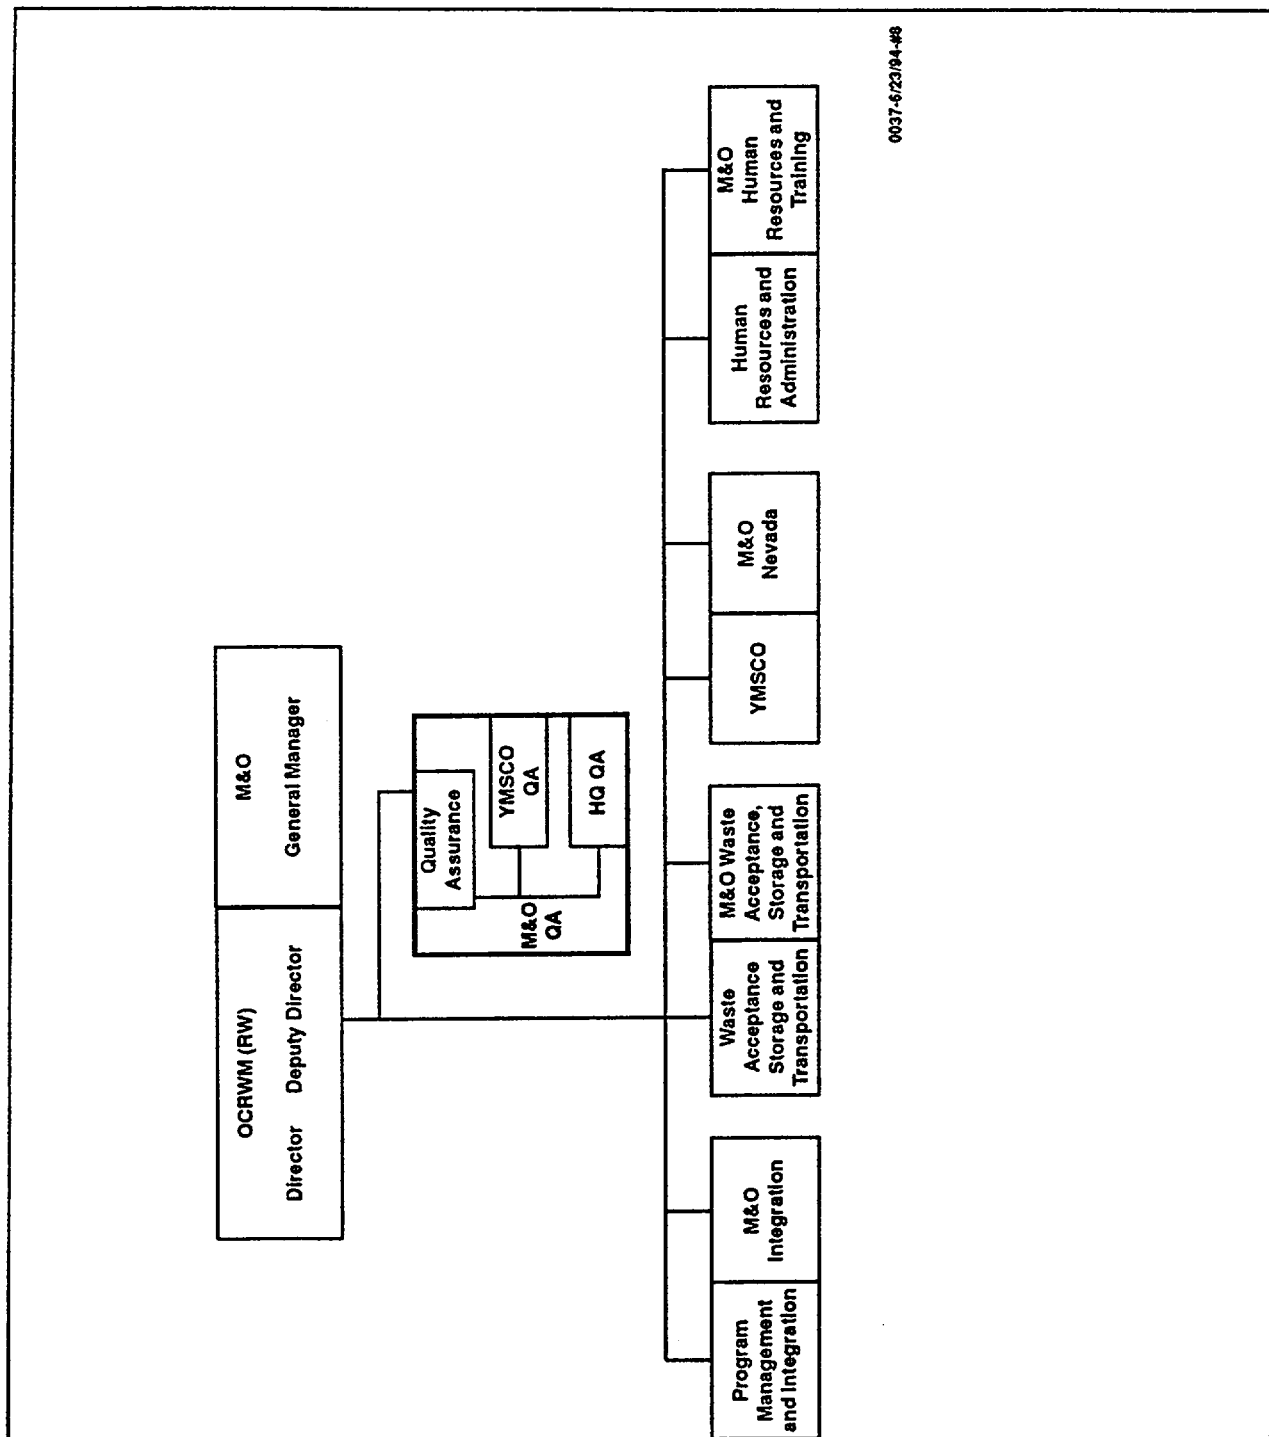 OCRWM (RW)
Director Deputy Director
M&O
General Manager
Quality
Assurance
M&O
QA
YMSCO
QA
HQ QA
Program
Management
and Integration
M&O
Integration
Waste
Acceptance
Storage and
Transportation
M&O Waste
Acceptance,
Storage and
Transportation
YMSCO
M&O
Nevada
Human
Resources and
Administration
M&O
Human
Resources and
Training
0037-6/23/94-#8